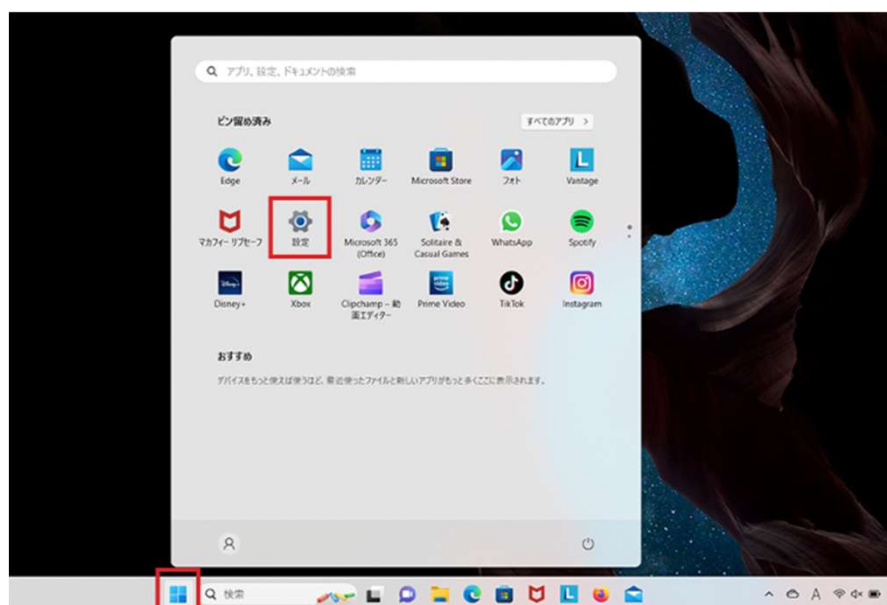 アプリ、設定、ドキュメントの検索
ピン留め済み
すべてのアプリ >
Edge
メール
カレンダー
Microsoft Store
フォト
Vantage
マカフィー リブセーフ
設定
Microsoft 365
(Office)
Solitaire &
Casual Games
WhatsApp
Spotify
Disney+
Xbox
Clipchamp – 動
画エディター
Prime Video
TikTok
Instagram
おすすめ
デバイスをもっと使えば使うほど、最近使ったファイルと新しいアプリがもっと多くここに表示されます。
検索
A